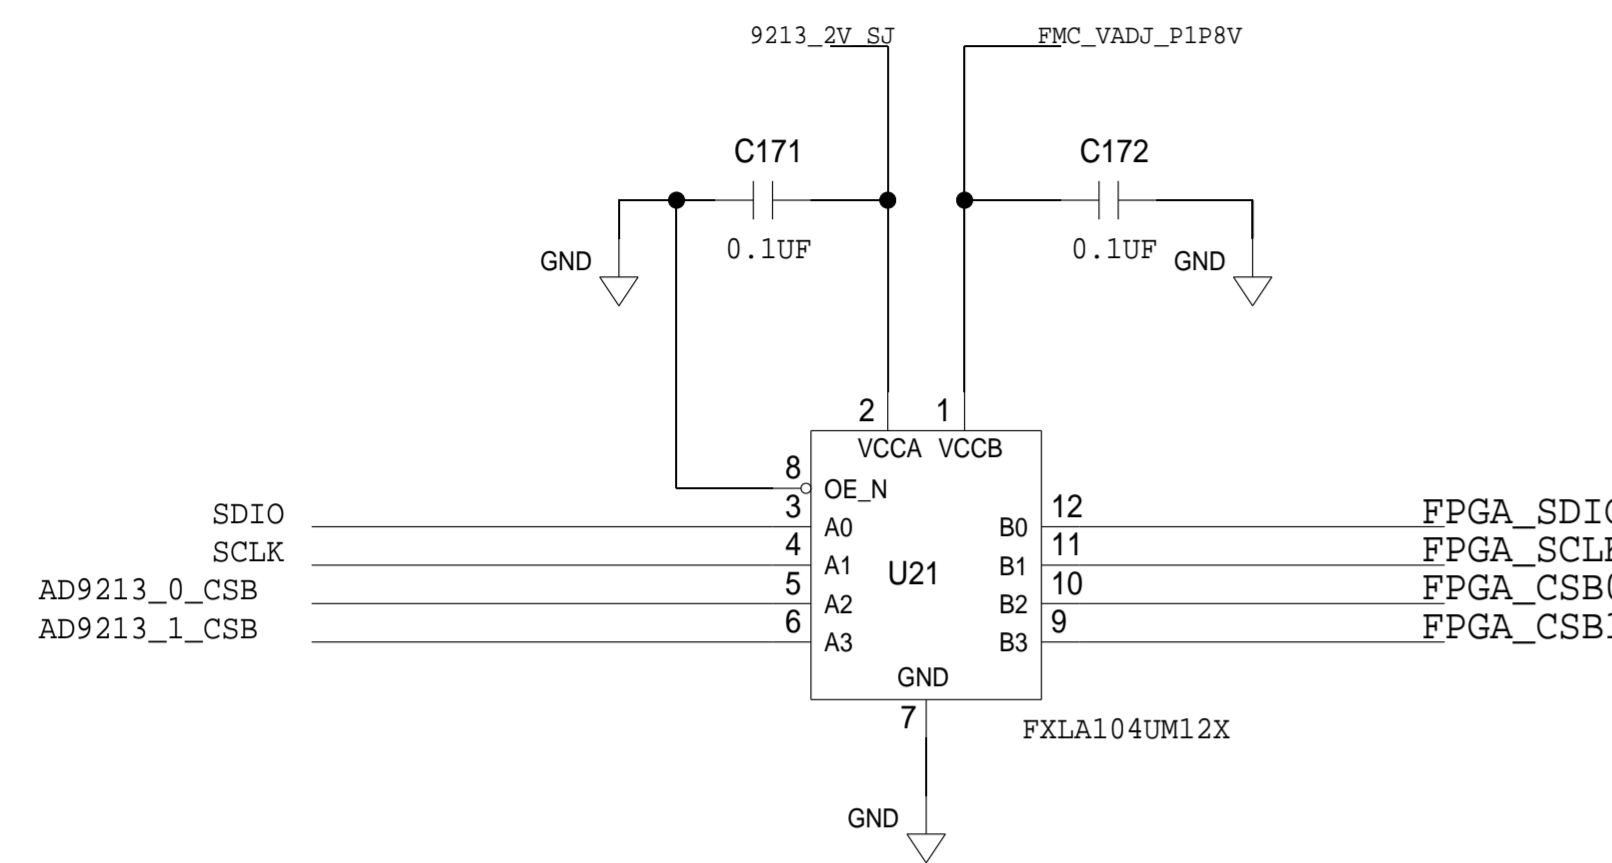 9213_2V_SJ FMC_VADJ_P1P8V
C171 C172
0.1UF 0.1UF
GND GND
2 1
VCCA VCCB
8 OE_N
SDIO 3 A0 B0 12
SCLK 4 A1 U21 B1 11 FPGA_SCLK
AD9213_0_CSB 5 A2 B2 10
AD9213_1_CSB 6 A3 B3 9
GND
7 FXLA104UM12X
GND